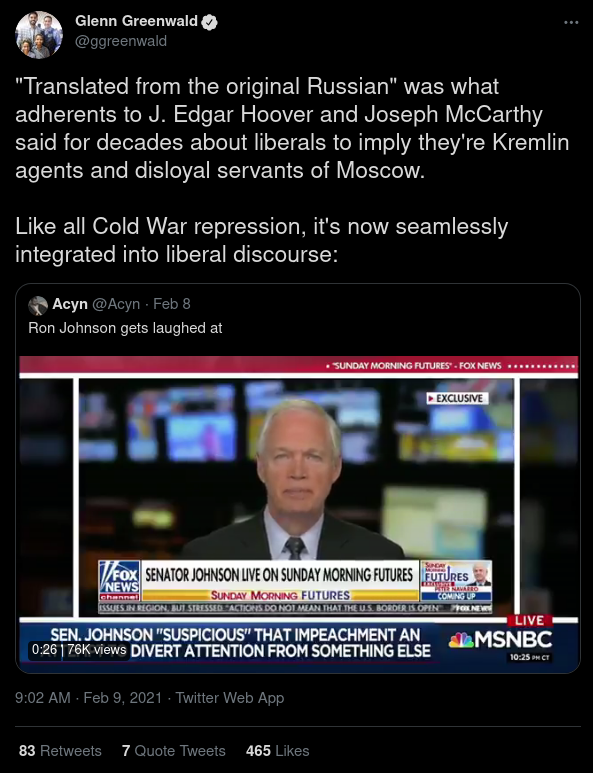 Glenn Greenwald
@ggreenwald
"Translated from the original Russian" was what
adherents to J. Edgar Hoover and Joseph McCarthy
said for decades about liberals to imply they're Kremlin
agents and disloyal servants of Moscow.
Like all Cold War repression, it's now seamlessly
integrated into liberal discourse:
Acyn @Acyn · Feb 8
Ron Johnson gets laughed at
"SUNDAY MORNING FUTURES" - FOX NEWS
EXCLUSIVE
FOX
NEWS
channel
SENATOR JOHNSON LIVE ON SUNDAY MORNING FUTURES
SUNDAY MORNING FUTURES
SUNDAY
MORNING
FUTURES
EXCLUSIVE
PETER NAVARRO
COMING UP
ISSUES IN REGION, BUT STRESSED "ACTIONS DO NOT MEAN THAT THE U.S. BORDER IS OPEN"
FOX NEWS
LIVE
SEN. JOHNSON "SUSPICIOUS" THAT IMPEACHMENT AN
DIVERT ATTENTION FROM SOMETHING ELSE
MSNBC
10:25 PM CT
0:26 76K views
9:02 AM · Feb 9, 2021 · Twitter Web App
83 Retweets 7 Quote Tweets 465 Likes